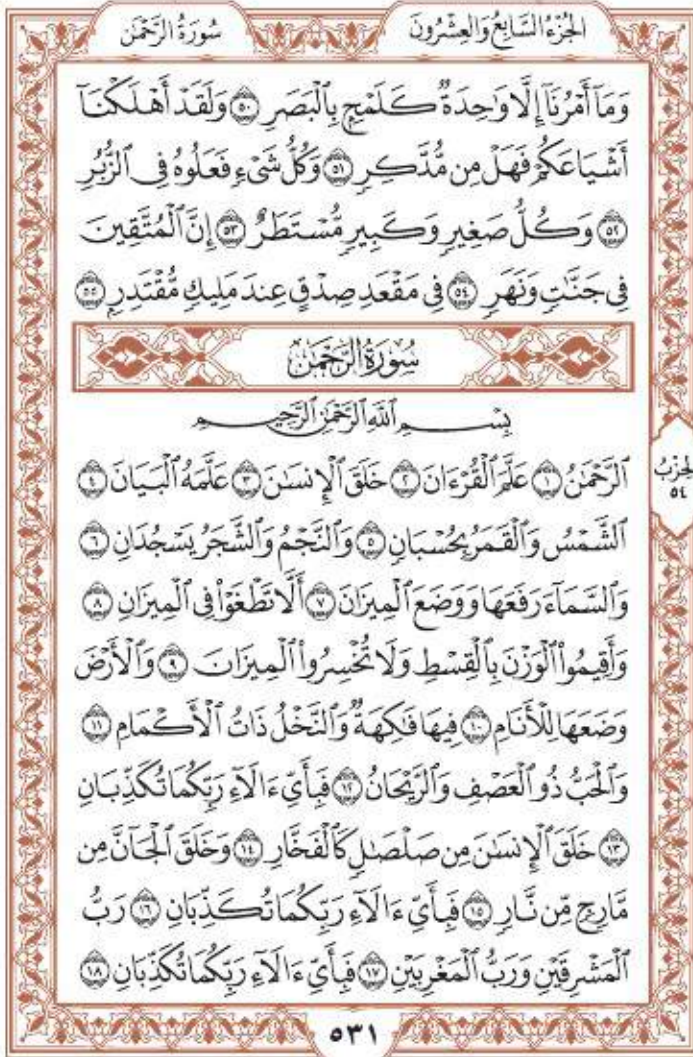 الجُزْءُ السَّابِعُ وَالعِشْرُونَ
سُورَةُ الرَّحْمَٰن
وَمَآ أَمْرُنَآ إِلَّا وَٰحِدَةٌ كَلَمْحٍۭ بِٱلْبَصَرِ ٥٠ وَلَقَدْ أَهْلَكْنَآ
أَشْيَاعَكُمْ فَهَلْ مِن مُّدَّكِرٍ ٥١ وَكُلُّ شَىْءٍ فَعَلُوهُ فِى ٱلزُّبُرِ
٥٢ وَكُلُّ صَغِيرٍ وَكَبِيرٍ مُّسْتَطَرٌ ٥٣ إِنَّ ٱلْمُتَّقِينَ
فِى جَنَّٰتٍ وَنَهَرٍ ٥٤ فِى مَقْعَدِ صِدْقٍ عِندَ مَلِيكٍ مُّقْتَدِرٍۭ ٥٥
سُورَةُ الرَّحْمَٰن
بِسْمِ ٱللَّهِ ٱلرَّحْمَٰنِ ٱلرَّحِيمِ
ٱلرَّحْمَٰنُ ١ عَلَّمَ ٱلْقُرْءَانَ ٢ خَلَقَ ٱلْإِنسَٰنَ ٣ عَلَّمَهُ ٱلْبَيَانَ ٤
ٱلشَّمْسُ وَٱلْقَمَرُ بِحُسْبَانٍ ٥ وَٱلنَّجْمُ وَٱلشَّجَرُ يَسْجُدَانِ ٦
وَٱلسَّمَآءَ رَفَعَهَا وَوَضَعَ ٱلْمِيزَانَ ٧ أَلَّا تَطْغَوْا۟ فِى ٱلْمِيزَانِ ٨
وَأَقِيمُوا۟ ٱلْوَزْنَ بِٱلْقِسْطِ وَلَا تُخْسِرُوا۟ ٱلْمِيزَانَ ٩ وَٱلْأَرْضَ
وَضَعَهَا لِلْأَنَامِ ١٠ فِيهَا فَٰكِهَةٌ وَٱلنَّخْلُ ذَاتُ ٱلْأَكْمَامِ ١١
وَٱلْحَبُّ ذُو ٱلْعَصْفِ وَٱلرَّيْحَانُ ١٢ فَبِأَىِّ ءَالَآءِ رَبِّكُمَا تُكَذِّبَانِ
١٣ خَلَقَ ٱلْإِنسَٰنَ مِن صَلْصَٰلٍ كَٱلْفَخَّارِ ١٤ وَخَلَقَ ٱلْجَآنَّ مِن
مَّارِجٍ مِّن نَّارٍ ١٥ فَبِأَىِّ ءَالَآءِ رَبِّكُمَا تُكَذِّبَانِ ١٦ رَبُّ
ٱلْمَشْرِقَيْنِ وَرَبُّ ٱلْمَغْرِبَيْنِ ١٧ فَبِأَىِّ ءَالَآءِ رَبِّكُمَا تُكَذِّبَانِ ١٨
الحِزْبُ
٥٤
٥٣١